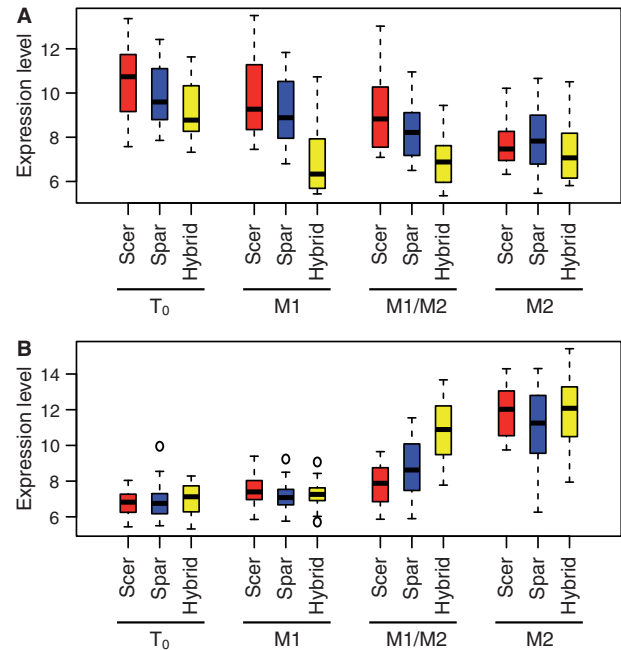 A
Expression level
12
10
8
6
Scer Spar Hybrid Scer Spar Hybrid Scer Spar Hybrid Scer Spar Hybrid
T0 M1 M1/M2 M2
B
Expression level
14
12
10
8
6
Scer Spar Hybrid Scer Spar Hybrid Scer Spar Hybrid Scer Spar Hybrid
T0 M1 M1/M2 M2